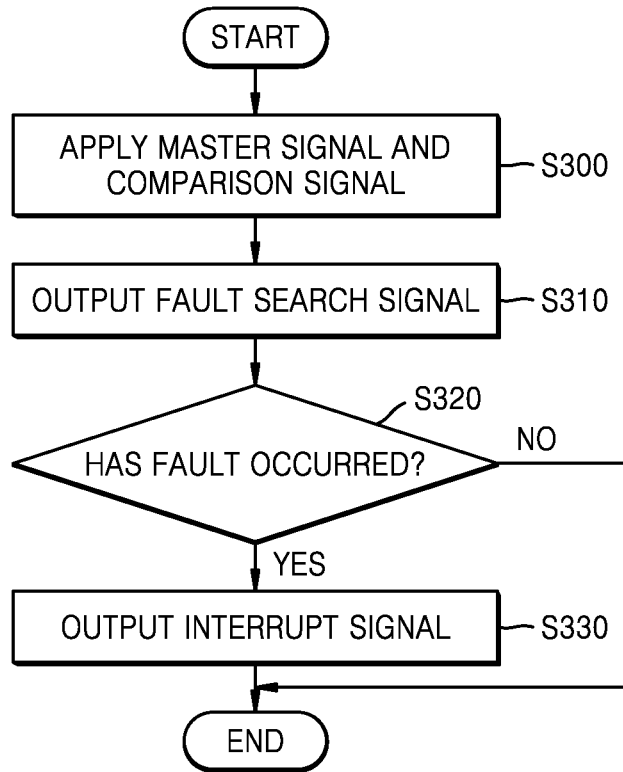 START
APPLY MASTER SIGNAL AND
COMPARISON SIGNAL
S300
OUTPUT FAULT SEARCH SIGNAL
S310
S320
HAS FAULT OCCURRED?
NO
YES
OUTPUT INTERRUPT SIGNAL
S330
END